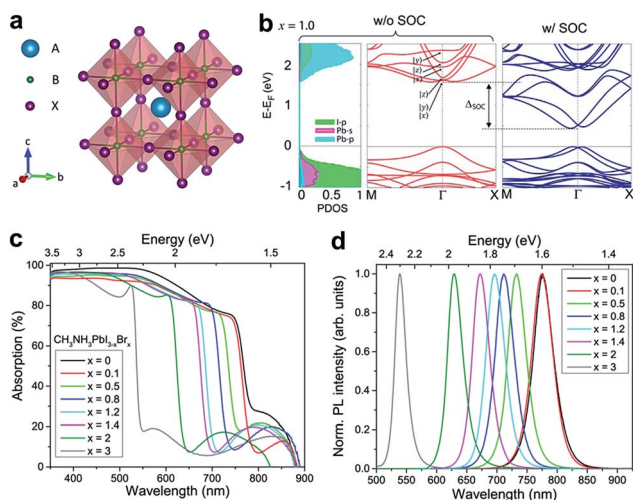 a
A
B
X
c
a
b
b
x = 1.0
w/o SOC
w/ SOC
E-E_F (eV)
2
1
0
-1
I-p
Pb-s
Pb-p
0
0.5
1
PDOS
|y⟩
|z⟩
|x⟩
|z⟩
|y⟩
|x⟩
Δ_SOC
M
Γ
X
M
Γ
X
c
Energy (eV)
3.5
3
2.5
2
1.5
Absorption (%)
100
80
60
40
20
0
CH₃NH₃PbI₃₋ₓBrₓ
x = 0
x = 0.1
x = 0.5
x = 0.8
x = 1.2
x = 1.4
x = 2
x = 3
400
500
600
700
800
900
Wavelength (nm)
d
Energy (eV)
2.4
2.2
2
1.8
1.6
1.4
Norm. PL intensity (arb. units)
1.0
0.8
0.6
0.4
0.2
0.0
x = 0
x = 0.1
x = 0.5
x = 0.8
x = 1.2
x = 1.4
x = 2
x = 3
500
550
600
650
700
750
800
850
900
Wavelength (nm)